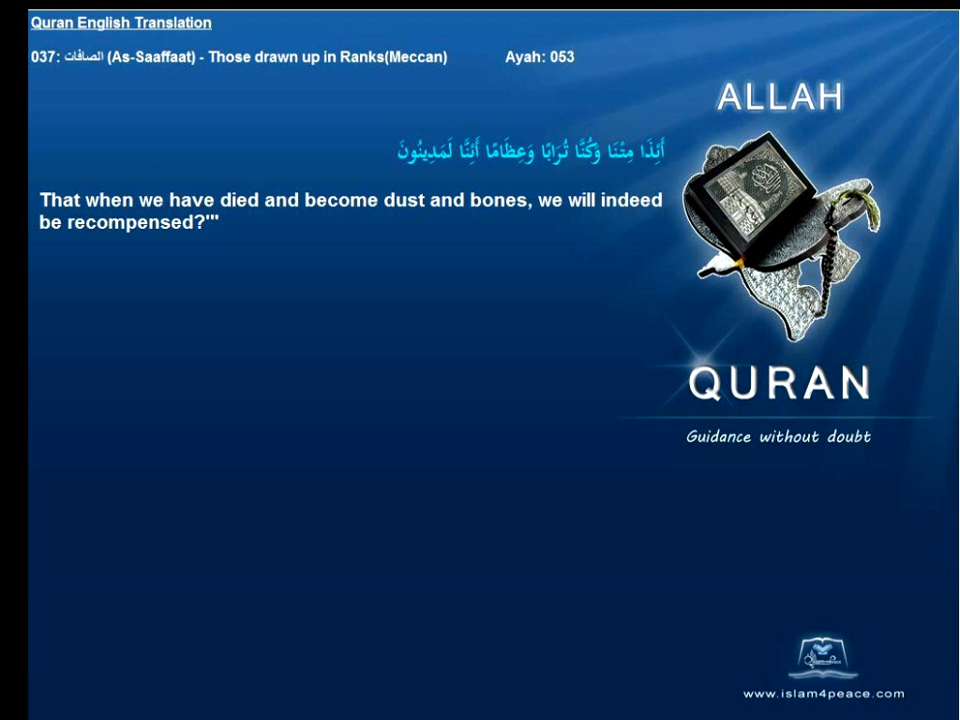 Quran English Translation
037: الصافات (As-Saaffaat) - Those drawn up in Ranks(Meccan) Ayah: 053
ALLAH
أَئِذَا مِتْنَا وَكُنَّا تُرَابًا وَعِظَامًا أَئِنَّا لَمَدِينُونَ
That when we have died and become dust and bones, we will indeed
be recompensed?'"
QURAN
Guidance without doubt
www.islam4peace.com